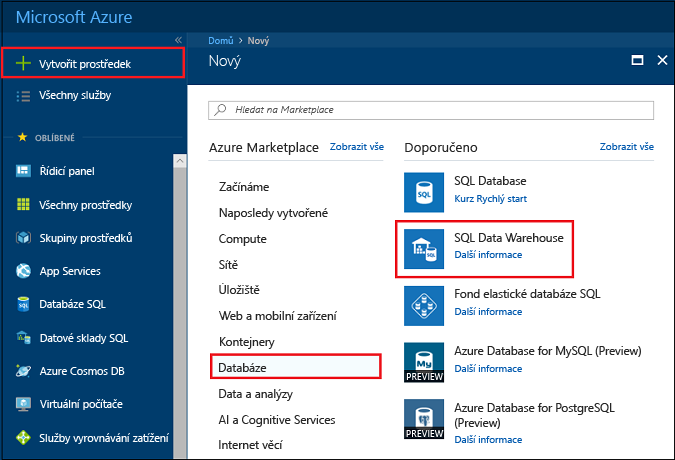 Microsoft Azure
«
Domů > Nový
Vytvořit prostředek
Nový
Všechny služby
Hledat na Marketplace
OBLÍBENÉ
Azure Marketplace Zobrazit vše
Doporučeno Zobrazit vše
Řídicí panel
Všechny prostředky
Skupiny prostředků
App Services
Databáze SQL
Datové sklady SQL
Azure Cosmos DB
Virtuální počítače
Služby vyrovnávání zatížení
Začínáme
Naposledy vytvořené
Compute
Sítě
Úložiště
Web a mobilní zařízení
Kontejnery
Databáze
Data a analýzy
AI a Cognitive Services
Internet věcí
SQL
SQL Database
Kurz Rychlý start
SQL
SQL Data Warehouse
Další informace
Fond elastické databáze SQL
Další informace
My
PREVIEW
Azure Database for MySQL (Preview)
Další informace
PREVIEW
Azure Database for PostgreSQL
(Preview)
Další informace